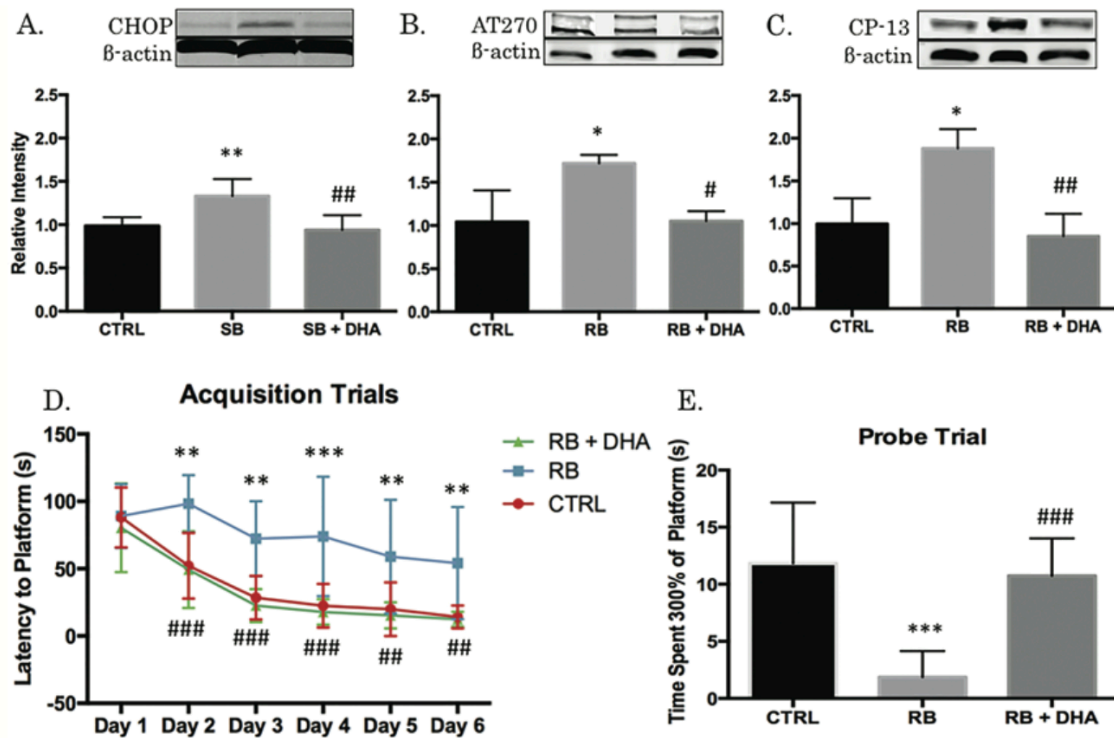 A.
CHOP
ß-actin
Relative Intensity
2.5
2.0
1.5
1.0
0.5
0.0
**
##
CTRL SB SB + DHA
B.
AT270
ß-actin
2.5
2.0
1.5
1.0
0.5
0.0
*
#
CTRL RB RB + DHA
C.
CP-13
ß-actin
2.5
2.0
1.5
1.0
0.5
0.0
*
##
CTRL RB RB + DHA
D.
Acquisition Trials
Latency to Platform (s)
150
100
50
0
-50
** ** *** ** **
### ### ### ## ##
Day 1 Day 2 Day 3 Day 4 Day 5 Day 6
RB + DHA
RB
CTRL
E.
Probe Trial
Time Spent 300% of Platform (s)
20
15
10
5
0
***
###
CTRL RB RB + DHA